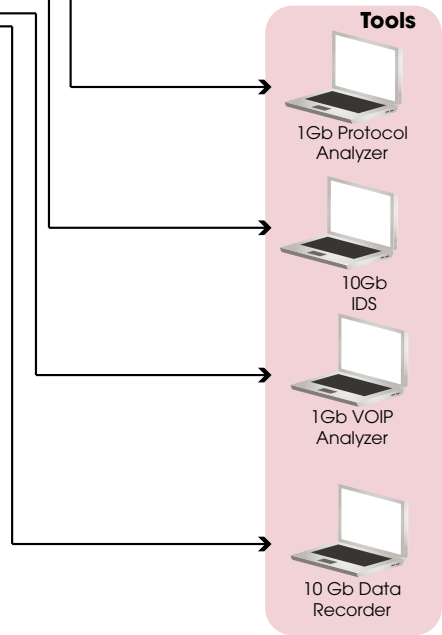 Tools
1Gb Protocol
Analyzer
10Gb
IDS
1Gb VOIP
Analyzer
10 Gb Data
Recorder